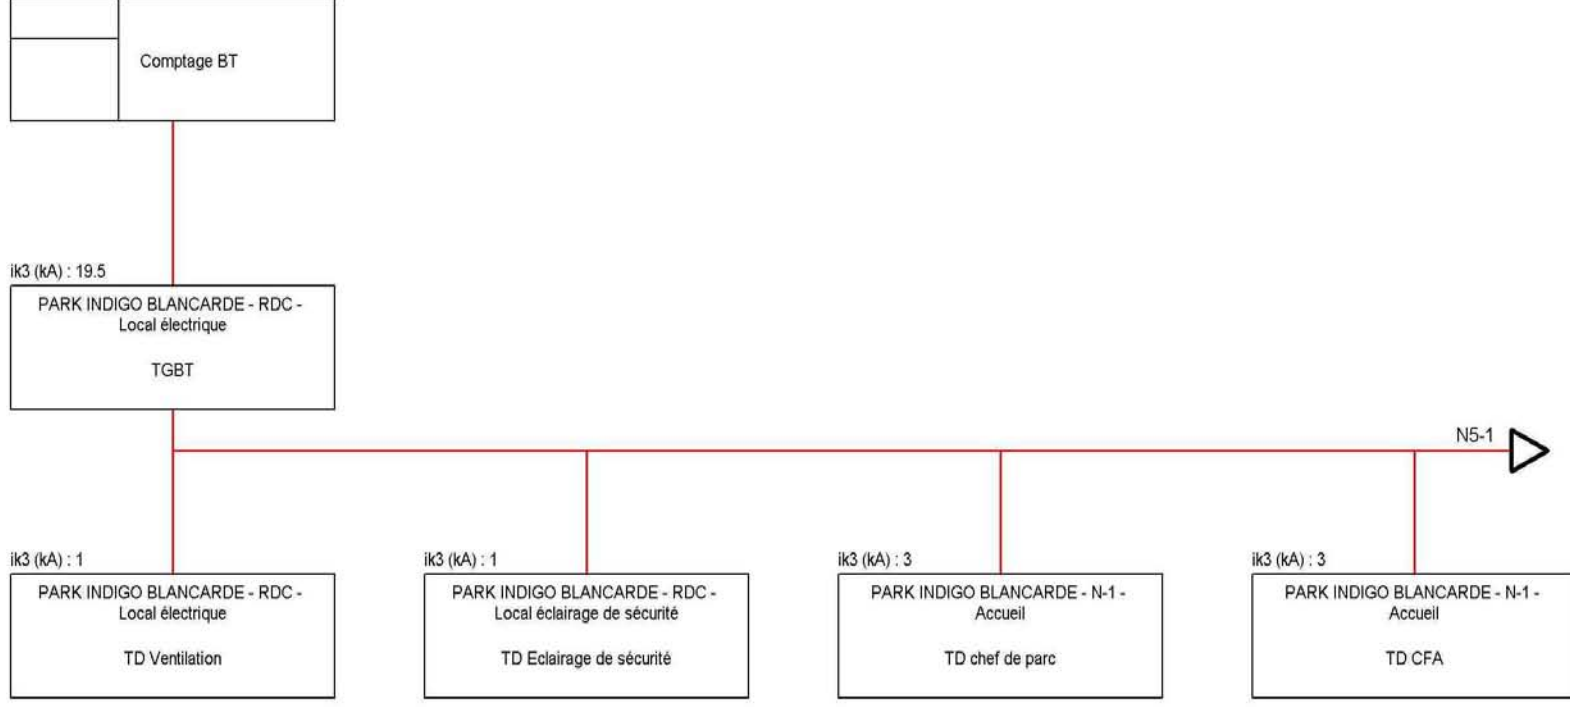 Comptage BT
ik3 (kA) : 19.5
PARK INDIGO BLANCARDE - RDC -
Local électrique
TGBT
N5-1
ik3 (kA) : 1
PARK INDIGO BLANCARDE - RDC -
Local électrique
TD Ventilation
ik3 (kA) : 1
PARK INDIGO BLANCARDE - RDC -
Local éclairage de sécurité
TD Eclairage de sécurité
ik3 (kA) : 3
PARK INDIGO BLANCARDE - N-1 -
Accueil
TD chef de parc
ik3 (kA) : 3
PARK INDIGO BLANCARDE - N-1 -
Accueil
TD CFA